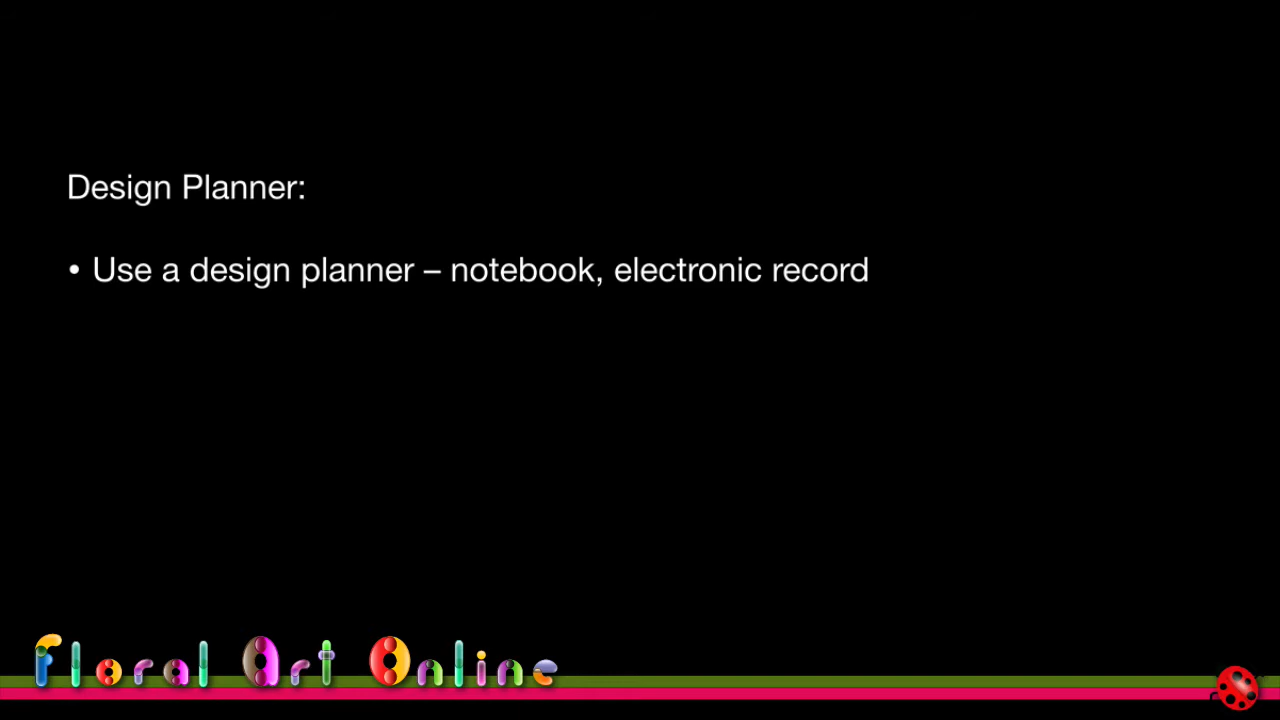 Design Planner:
• Use a design planner – notebook, electronic record
Floral Art Online